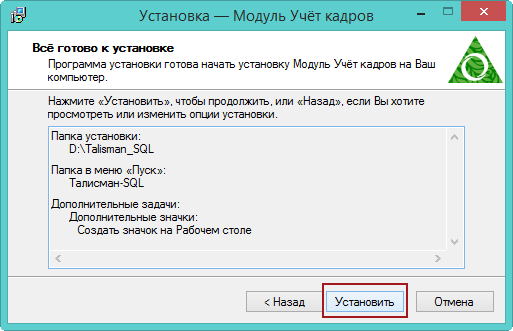 Установка — Модуль Учёт кадров
Всё готово к установке
Программа установки готова начать установку Модуль Учёт кадров на Ваш
компьютер.
Нажмите «Установить», чтобы продолжить, или «Назад», если Вы хотите
просмотреть или изменить опции установки.
Папка установки:
D:\Talisman_SQL
Папка в меню «Пуск»:
Талисман-SQL
Дополнительные задачи:
Дополнительные значки:
Создать значок на Рабочем столе
< Назад
Установить
Отмена